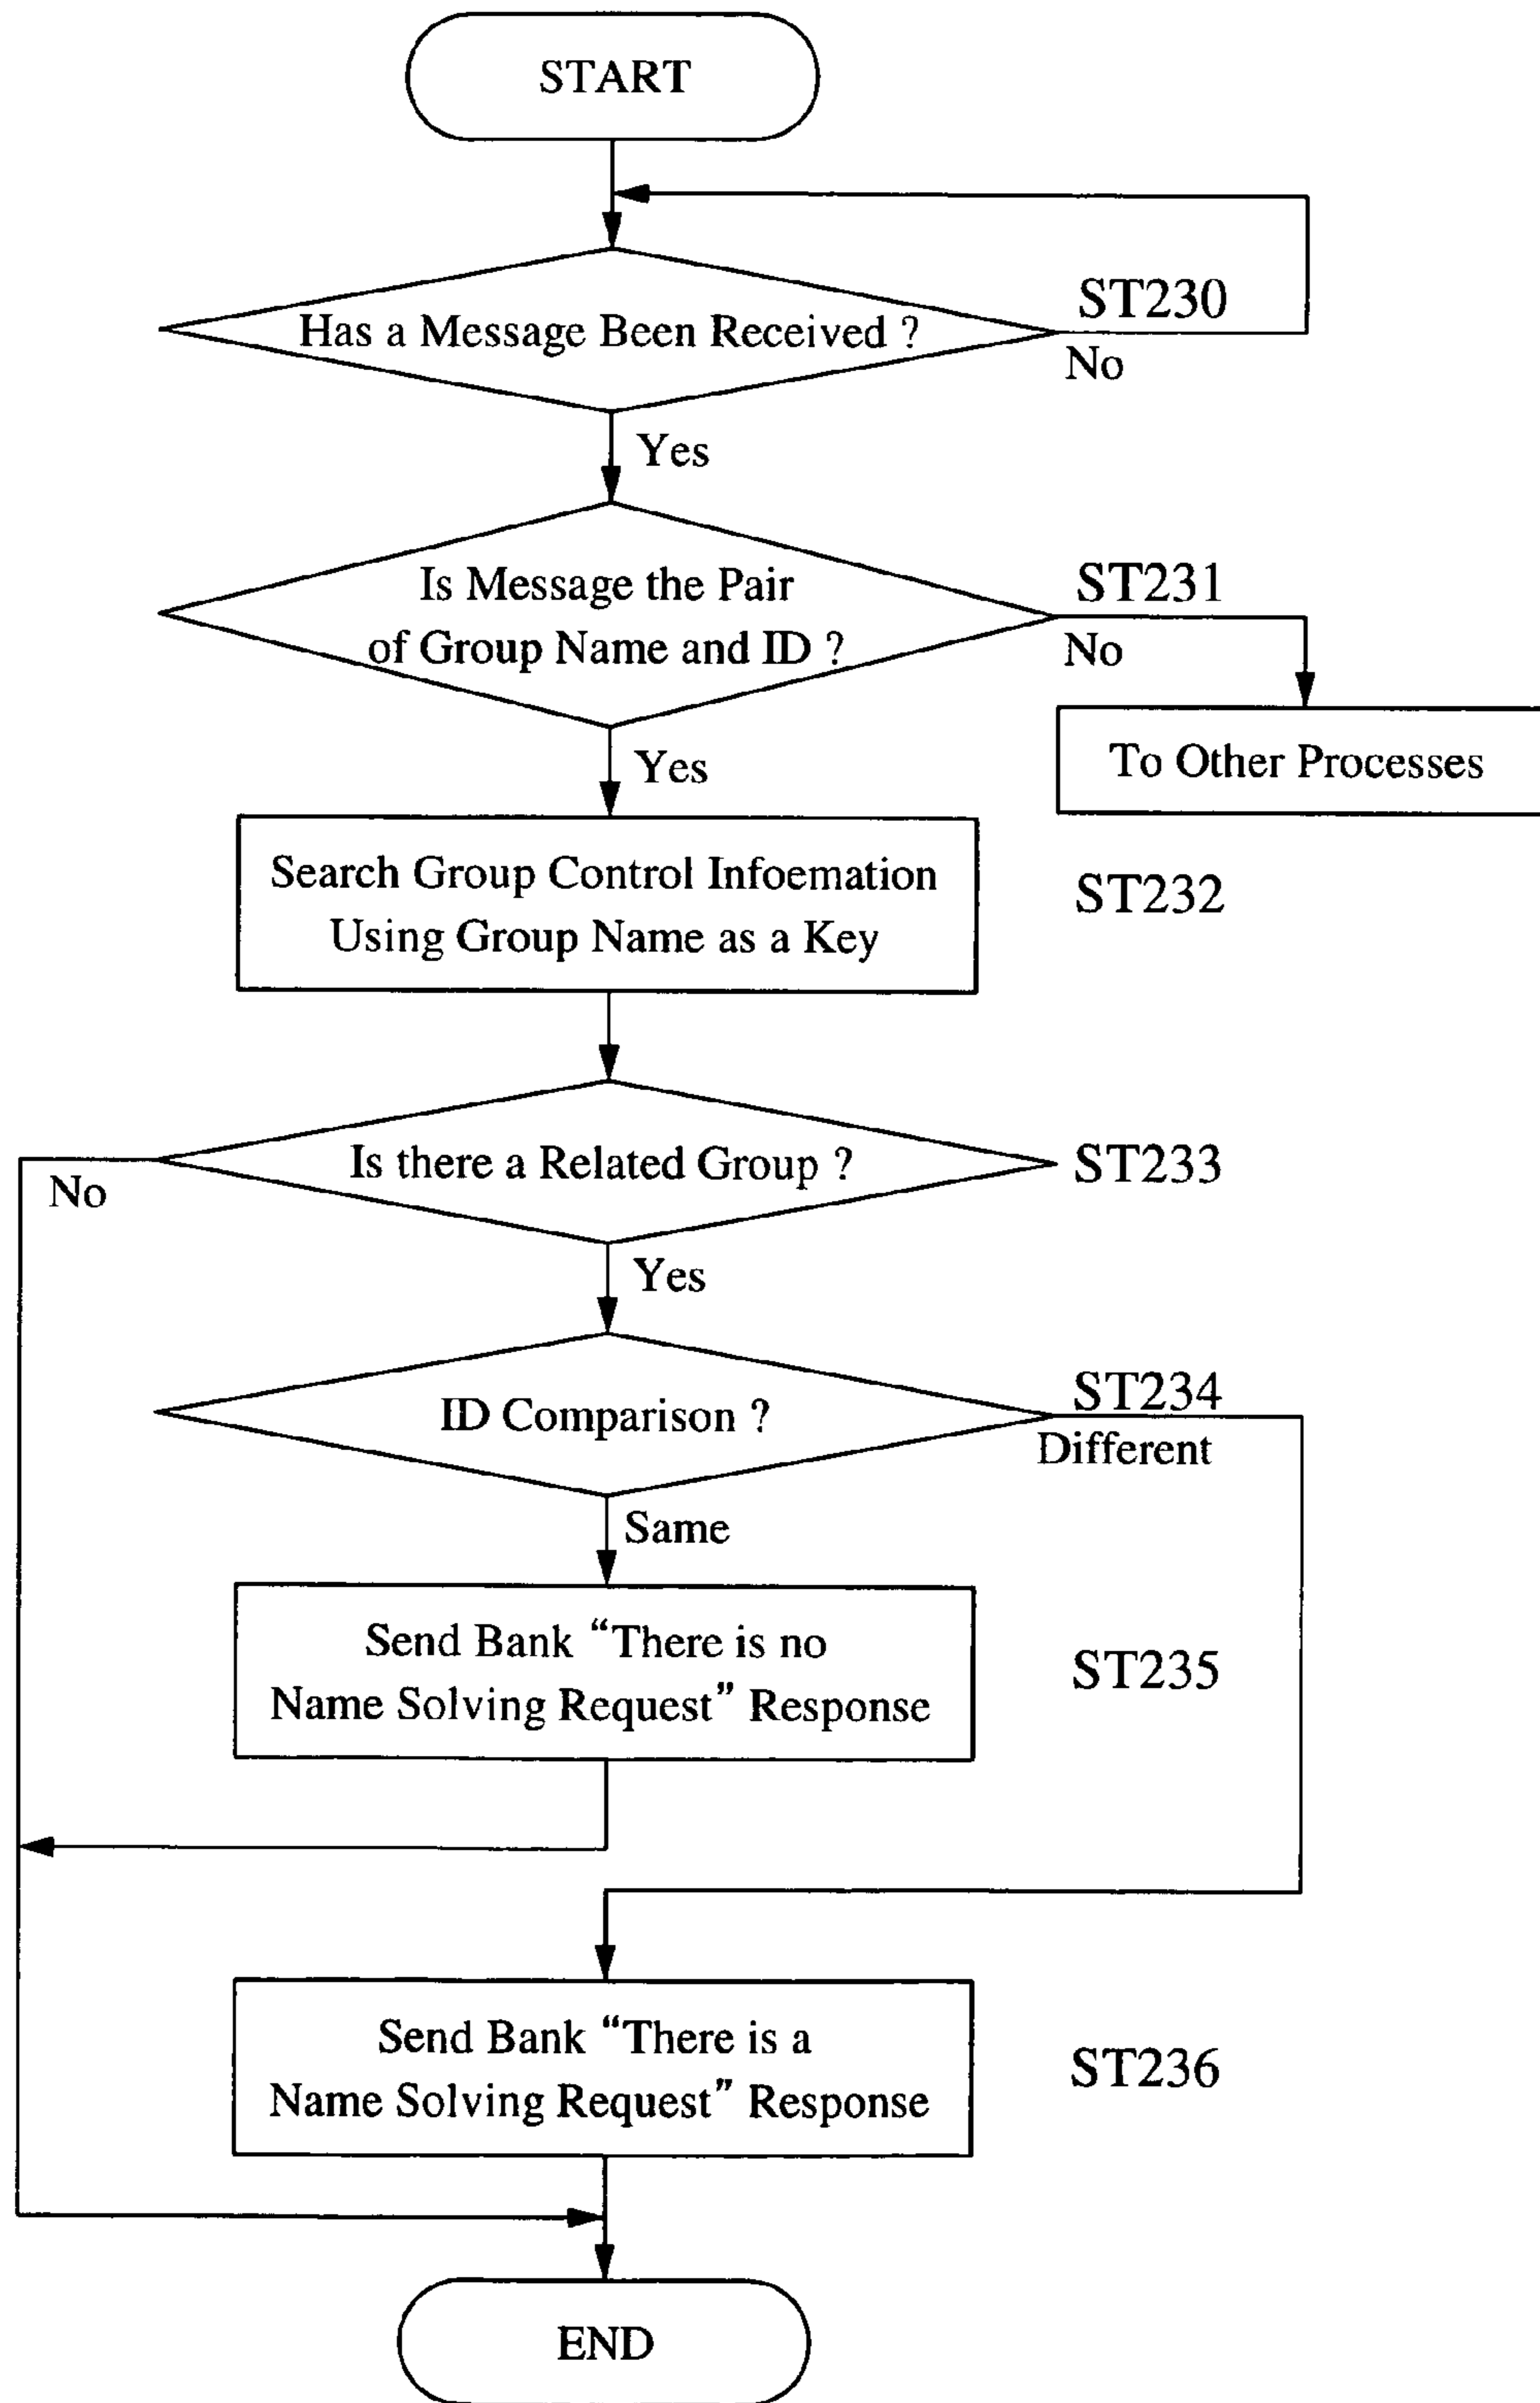 START
Has a Message Been Received ?
ST230
No
Yes
Is Message the Pair
of Group Name and ID ?
ST231
No
To Other Processes
Yes
Search Group Control Infoemation
Using Group Name as a Key
ST232
Is there a Related Group ?
ST233
No
Yes
ID Comparison ?
ST234
Different
Same
Send Bank “There is no
Name Solving Request” Response
ST235
Send Bank “There is a
Name Solving Request” Response
ST236
END